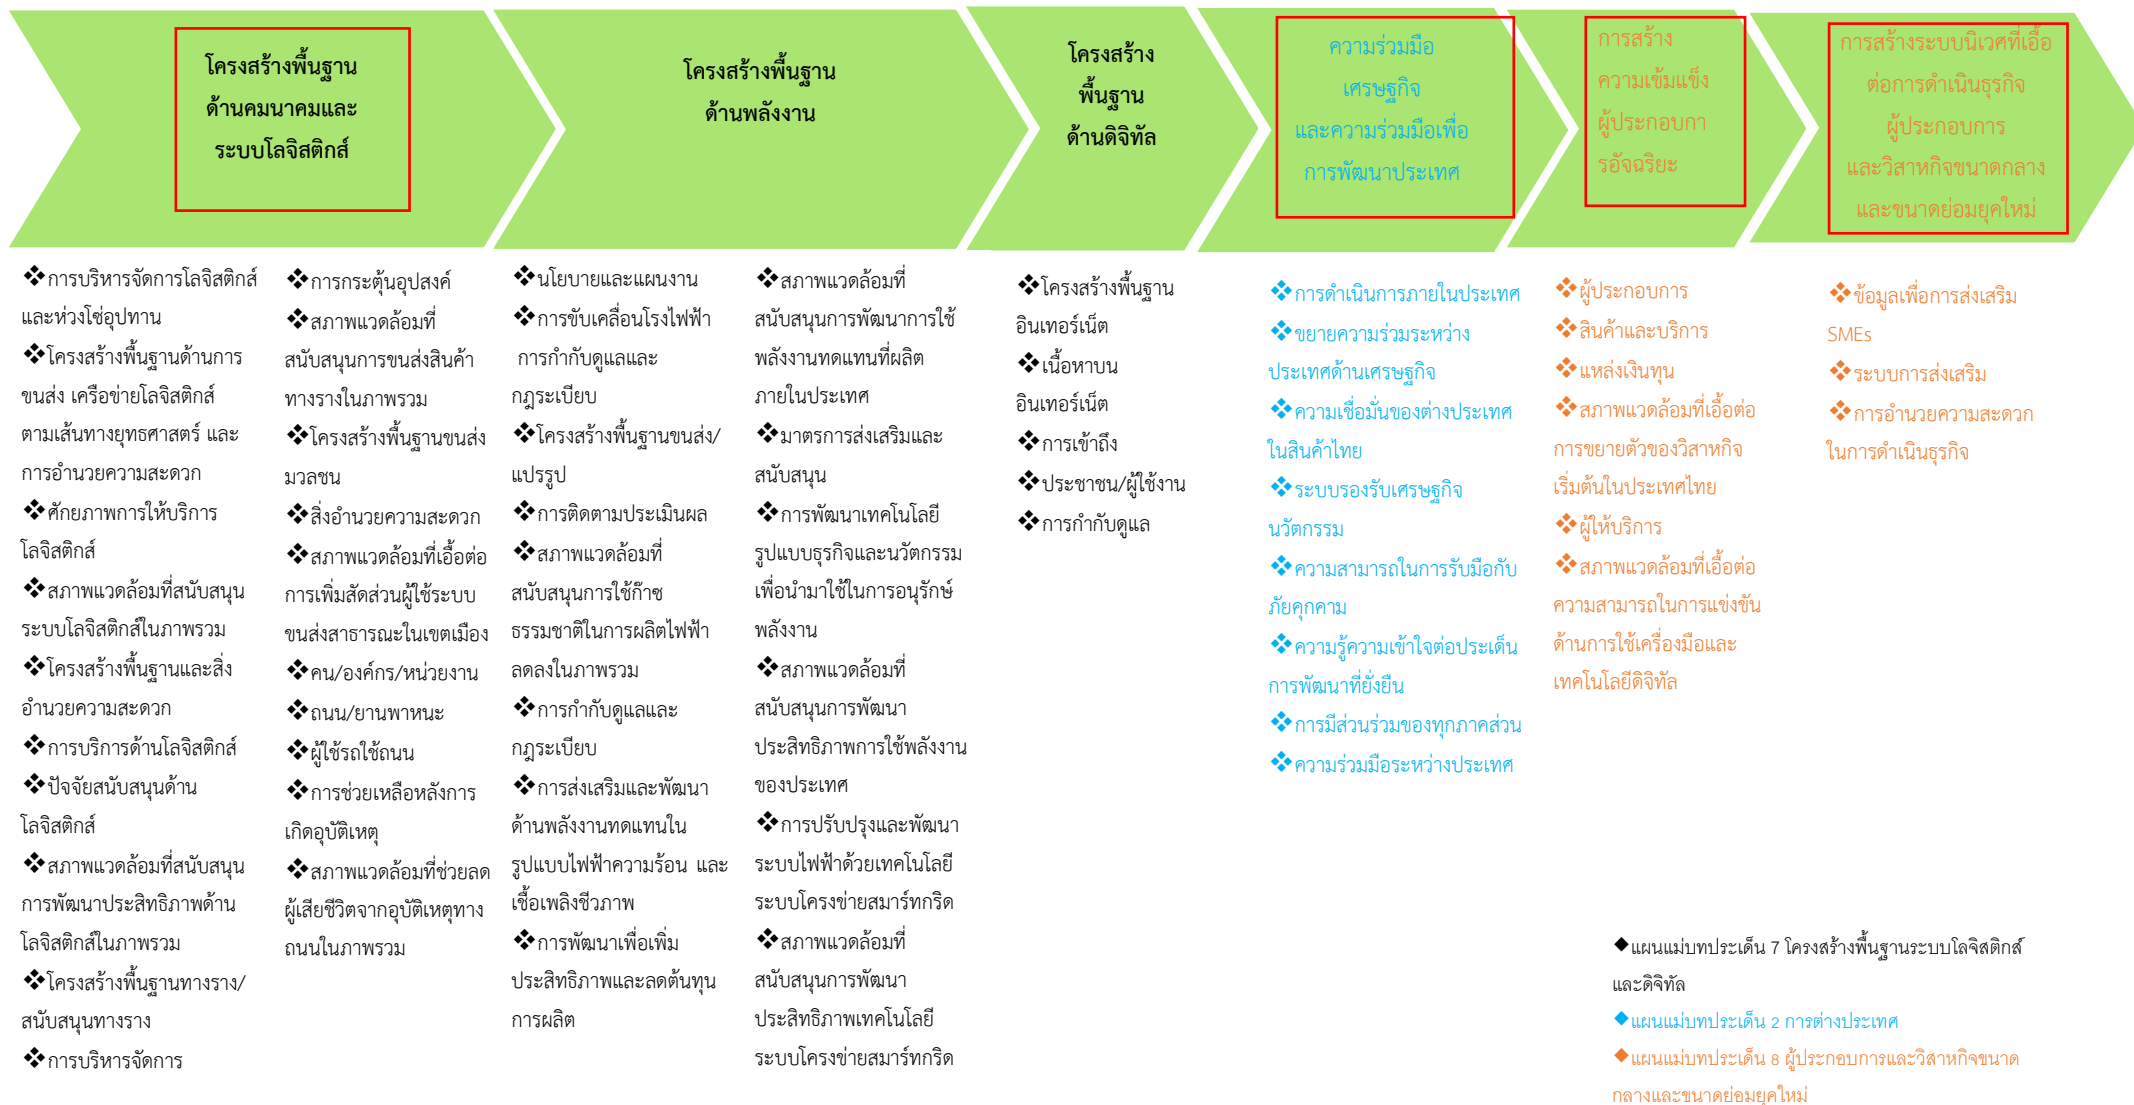 โครงสร้างพื้นฐาน
ด้านคมนาคมและ
ระบบโลจิสติกส์
โครงสร้างพื้นฐาน
ด้านพลังงาน
โครงสร้าง
พื้นฐาน
ด้านดิจิทัล
ความร่วมมือ
เศรษฐกิจ
และความร่วมมือเพื่อ
การพัฒนาประเทศ
การสร้าง
ความเข้มแข็ง
ผู้ประกอบกา
รอัจฉริยะ
การสร้างระบบนิเวศที่เอื้อ
ต่อการดำเนินธุรกิจ
ผู้ประกอบการ
และวิสาหกิจขนาดกลาง
และขนาดย่อมยุคใหม่
❖การบริหารจัดการโลจิสติกส์
และห่วงโซ่อุปทาน
❖โครงสร้างพื้นฐานด้านการ
ขนส่ง เครือข่ายโลจิสติกส์
ตามเส้นทางยุทธศาสตร์ และ
การอำนวยความสะดวก
❖ศักยภาพการให้บริการ
โลจิสติกส์
❖สภาพแวดล้อมที่สนับสนุน
ระบบโลจิสติกส์ในภาพรวม
❖โครงสร้างพื้นฐานและสิ่ง
อำนวยความสะดวก
❖การบริการด้านโลจิสติกส์
❖ปัจจัยสนับสนุนด้าน
โลจิสติกส์
❖สภาพแวดล้อมที่สนับสนุน
การพัฒนาประสิทธิภาพด้าน
โลจิสติกส์ในภาพรวม
❖โครงสร้างพื้นฐานทางราง/
สนับสนุนทางราง
❖การบริหารจัดการ
❖การกระตุ้นอุปสงค์
❖สภาพแวดล้อมที่
สนับสนุนการขนส่งสินค้า
ทางรางในภาพรวม
❖โครงสร้างพื้นฐานขนส่ง
มวลชน
❖สิ่งอำนวยความสะดวก
❖สภาพแวดล้อมที่เอื้อต่อ
การเพิ่มสัดส่วนผู้ใช้ระบบ
ขนส่งสาธารณะในเขตเมือง
❖คน/องค์กร/หน่วยงาน
❖ถนน/ยานพาหนะ
❖ผู้ใช้รถใช้ถนน
❖การช่วยเหลือหลังการ
เกิดอุบัติเหตุ
❖สภาพแวดล้อมที่ช่วยลด
ผู้เสียชีวิตจากอุบัติเหตุทาง
ถนนในภาพรวม
❖นโยบายและแผนงาน
❖การขับเคลื่อนโรงไฟฟ้า
การกำกับดูแลและ
กฎระเบียบ
❖โครงสร้างพื้นฐานขนส่ง/
แปรรูป
❖การติดตามประเมินผล
❖สภาพแวดล้อมที่
สนับสนุนการใช้ก๊าซ
ธรรมชาติในการผลิตไฟฟ้า
ลดลงในภาพรวม
❖การกำกับดูแลและ
กฎระเบียบ
❖การส่งเสริมและพัฒนา
ด้านพลังงานทดแทนใน
รูปแบบไฟฟ้าความร้อน และ
เชื้อเพลิงชีวภาพ
❖การพัฒนาเพื่อเพิ่ม
ประสิทธิภาพและลดต้นทุน
การผลิต
❖สภาพแวดล้อมที่
สนับสนุนการพัฒนาการใช้
พลังงานทดแทนที่ผลิต
ภายในประเทศ
❖มาตรการส่งเสริมและ
สนับสนุน
❖การพัฒนาเทคโนโลยี
รูปแบบธุรกิจและนวัตกรรม
เพื่อนำมาใช้ในการอนุรักษ์
พลังงาน
❖สภาพแวดล้อมที่
สนับสนุนการพัฒนา
ประสิทธิภาพการใช้พลังงาน
ของประเทศ
❖การปรับปรุงและพัฒนา
ระบบไฟฟ้าด้วยเทคโนโลยี
ระบบโครงข่ายสมาร์ทกริด
❖สภาพแวดล้อมที่
สนับสนุนการพัฒนา
ประสิทธิภาพเทคโนโลยี
ระบบโครงข่ายสมาร์ทกริด
❖โครงสร้างพื้นฐาน
อินเทอร์เน็ต
❖เนื้อหาบน
อินเทอร์เน็ต
❖การเข้าถึง
❖ประชาชน/ผู้ใช้งาน
❖การกำกับดูแล
❖การดำเนินการภายในประเทศ
❖ขยายความร่วมระหว่าง
ประเทศด้านเศรษฐกิจ
❖ความเชื่อมั่นของต่างประเทศ
ในสินค้าไทย
❖ระบบรองรับเศรษฐกิจ
นวัตกรรม
❖ความสามารถในการรับมือกับ
ภัยคุกคาม
❖ความรู้ความเข้าใจต่อประเด็น
การพัฒนาที่ยั่งยืน
❖การมีส่วนร่วมของทุกภาคส่วน
❖ความร่วมมือระหว่างประเทศ
❖ผู้ประกอบการ
❖สินค้าและบริการ
❖แหล่งเงินทุน
❖สภาพแวดล้อมที่เอื้อต่อ
การขยายตัวของวิสาหกิจ
เริ่มต้นในประเทศไทย
❖ผู้ให้บริการ
❖สภาพแวดล้อมที่เอื้อต่อ
ความสามารถในการแข่งขัน
ด้านการใช้เครื่องมือและ
เทคโนโลยีดิจิทัล
❖ข้อมูลเพื่อการส่งเสริม
SMEs
❖ระบบการส่งเสริม
❖การอำนวยความสะดวก
ในการดำเนินธุรกิจ
◆แผนแม่บทประเด็น 7 โครงสร้างพื้นฐานระบบโลจิสติกส์
และดิจิทัล
◆แผนแม่บทประเด็น 2 การต่างประเทศ
◆แผนแม่บทประเด็น 8 ผู้ประกอบการและวิสาหกิจขนาด
กลางและขนาดย่อมยุคใหม่